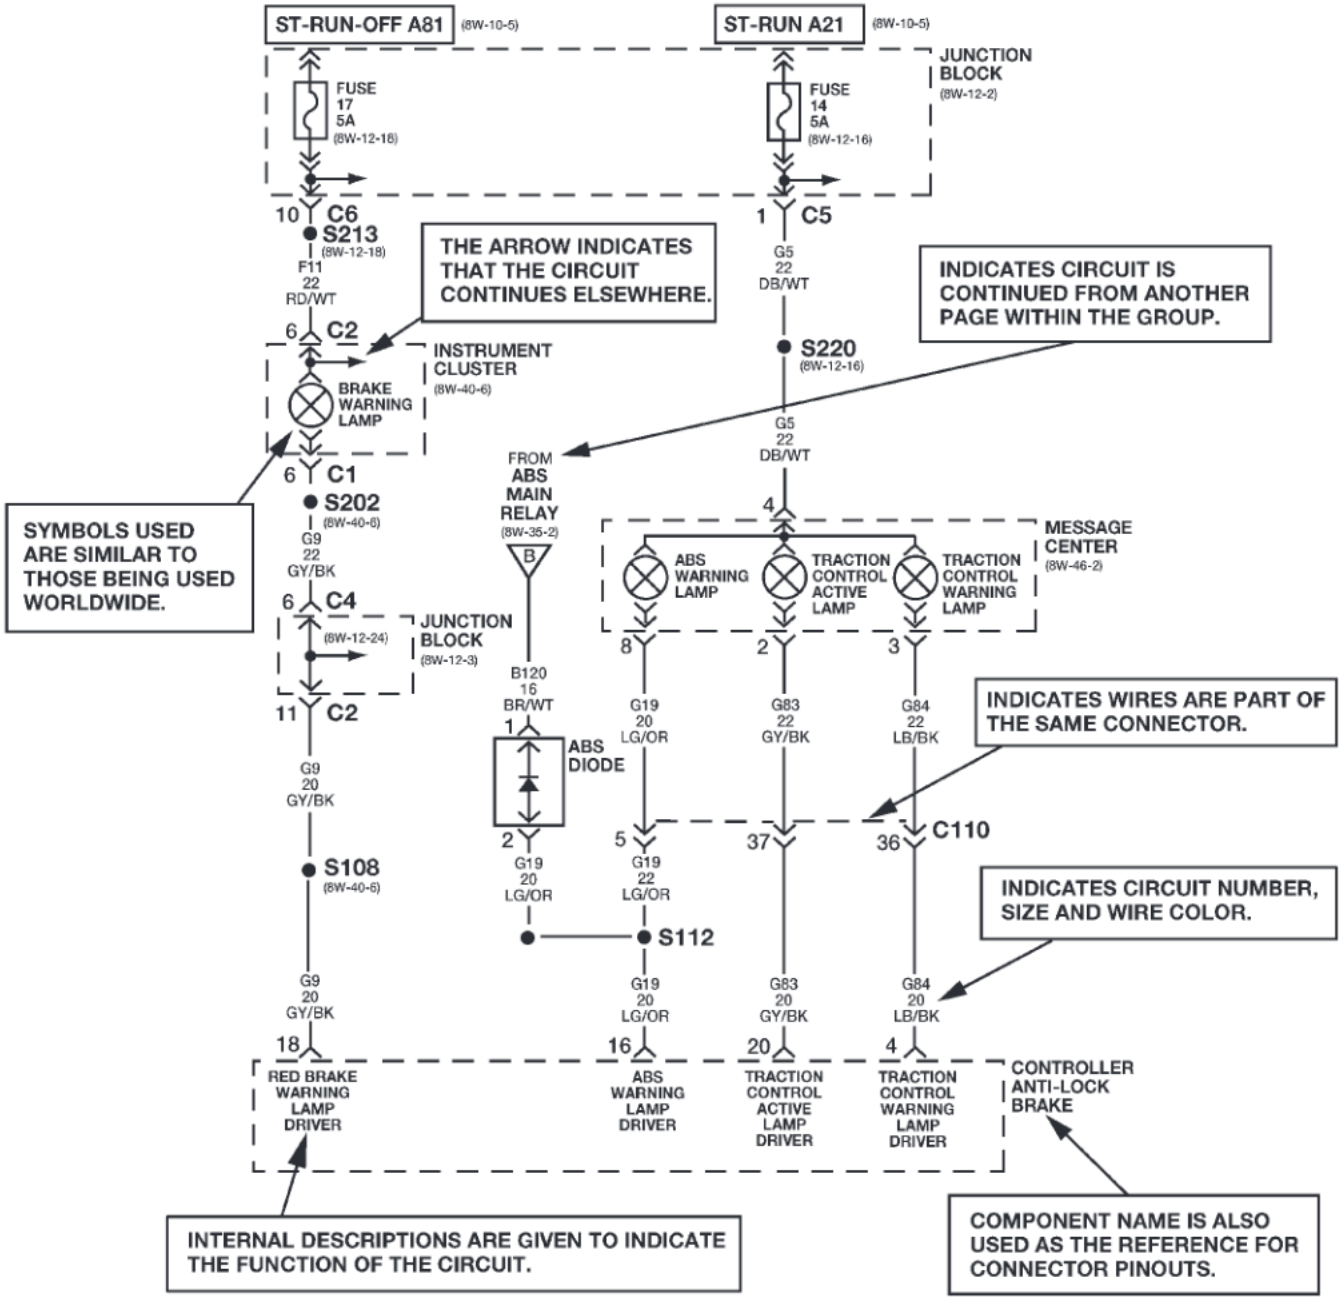 ST-RUN-OFF A81 (8W-10-5)
ST-RUN A21 (8W-10-5)
JUNCTION
BLOCK
(8W-12-2)
FUSE
17
5A
(8W-12-18)
FUSE
14
5A
(8W-12-16)
10 C6
S213
(8W-12-18)
F11
22
RD/WT
6 C2
1 C5
G5
22
DB/WT
THE ARROW INDICATES
THAT THE CIRCUIT
CONTINUES ELSEWHERE.
INDICATES CIRCUIT IS
CONTINUED FROM ANOTHER
PAGE WITHIN THE GROUP.
INSTRUMENT
CLUSTER
(8W-40-6)
BRAKE
WARNING
LAMP
S220
(8W-12-16)
G5
22
DB/WT
4
6 C1
S202
(8W-40-6)
G9
22
GY/BK
6 C4
SYMBOLS USED
ARE SIMILAR TO
THOSE BEING USED
WORLDWIDE.
FROM
ABS
MAIN
RELAY
(8W-35-2)
B
MESSAGE
CENTER
(8W-46-2)
ABS
WARNING
LAMP
TRACTION
CONTROL
ACTIVE
LAMP
TRACTION
CONTROL
WARNING
LAMP
8
2
3
(8W-12-24)
JUNCTION
BLOCK
(8W-12-3)
11 C2
B120
16
BR/WT
1
ABS
DIODE
2
G19
20
LG/OR
G83
22
GY/BK
G84
22
LB/BK
INDICATES WIRES ARE PART OF
THE SAME CONNECTOR.
G9
20
GY/BK
S108
(8W-40-6)
5
37
36 C110
G19
20
LG/OR
G19
22
LG/OR
S112
INDICATES CIRCUIT NUMBER,
SIZE AND WIRE COLOR.
G9
20
GY/BK
G19
20
LG/OR
G83
20
GY/BK
G84
20
LB/BK
18
16
20
4
RED BRAKE
WARNING
LAMP
DRIVER
ABS
WARNING
LAMP
DRIVER
TRACTION
CONTROL
ACTIVE
LAMP
DRIVER
TRACTION
CONTROL
WARNING
LAMP
DRIVER
CONTROLLER
ANTI-LOCK
BRAKE
INTERNAL DESCRIPTIONS ARE GIVEN TO INDICATE
THE FUNCTION OF THE CIRCUIT.
COMPONENT NAME IS ALSO
USED AS THE REFERENCE FOR
CONNECTOR PINOUTS.